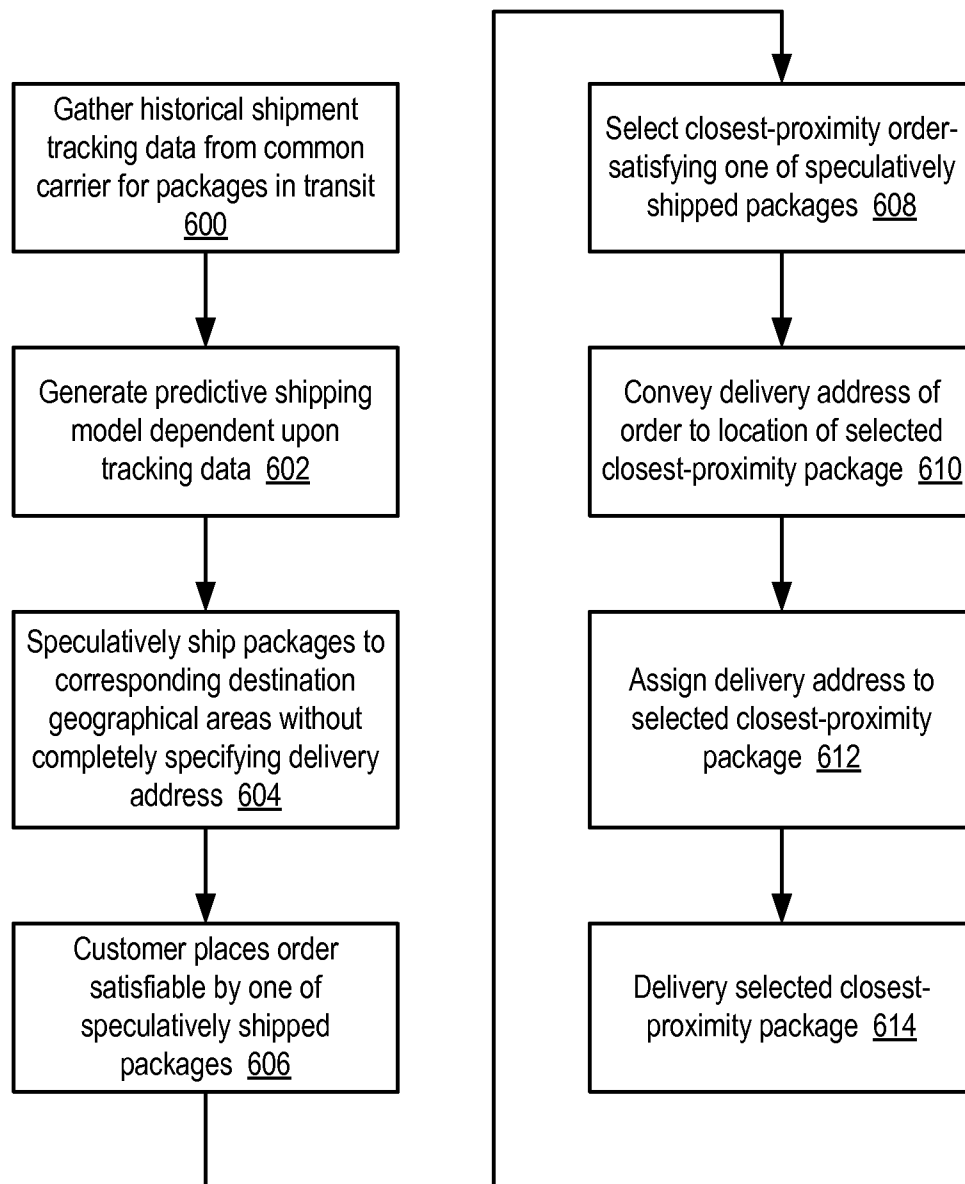 Gather historical shipment
tracking data from common
carrier for packages in transit
600
Generate predictive shipping
model dependent upon
tracking data 602
Speculatively ship packages to
corresponding destination
geographical areas without
completely specifying delivery
address 604
Customer places order
satisfiable by one of
speculatively shipped
packages 606
Select closest-proximity order-
satisfying one of speculatively
shipped packages 608
Convey delivery address of
order to location of selected
closest-proximity package 610
Assign delivery address to
selected closest-proximity
package 612
Delivery selected closest-
proximity package 614